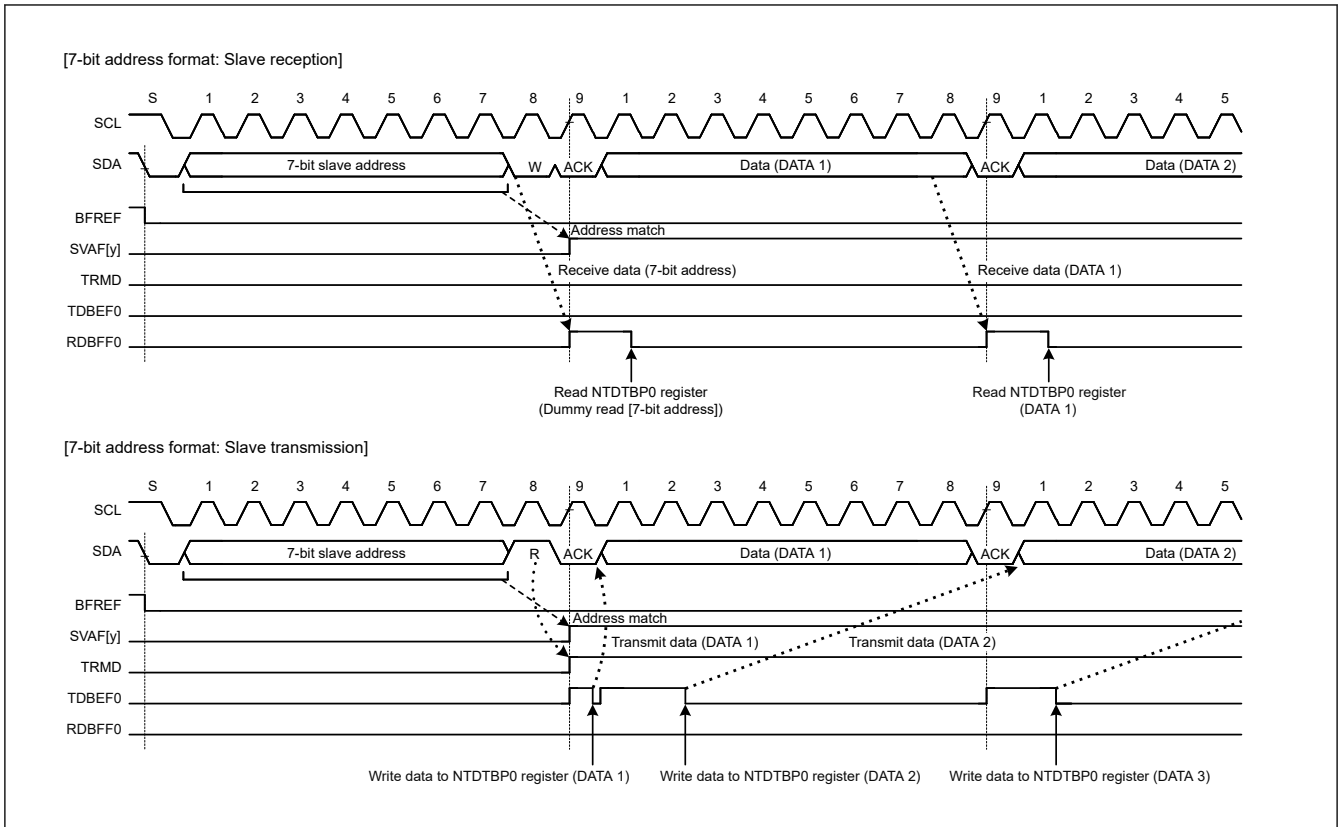 [7-bit address format: Slave reception]
S 1 2 3 4 5 6 7 8 9 1 2 3 4 5 6 7 8 9 1 2 3 4 5
SCL
SDA 7-bit slave address W ACK Data (DATA 1) ACK Data (DATA 2)
BFREF
Address match
SVAF[y]
Receive data (7-bit address) Receive data (DATA 1)
TRMD
TDBEF0
RDBFF0
Read NTDTBP0 register Read NTDTBP0 register
(Dummy read [7-bit address]) (DATA 1)
[7-bit address format: Slave transmission]
S 1 2 3 4 5 6 7 8 9 1 2 3 4 5 6 7 8 9 1 2 3 4 5
SCL
SDA 7-bit slave address R ACK Data (DATA 1) ACK Data (DATA 2)
BFREF
Address match
SVAF[y]
Transmit data (DATA 1) Transmit data (DATA 2)
TRMD
TDBEF0
RDBFF0
Write data to NTDTBP0 register (DATA 1) Write data to NTDTBP0 register (DATA 2) Write data to NTDTBP0 register (DATA 3)